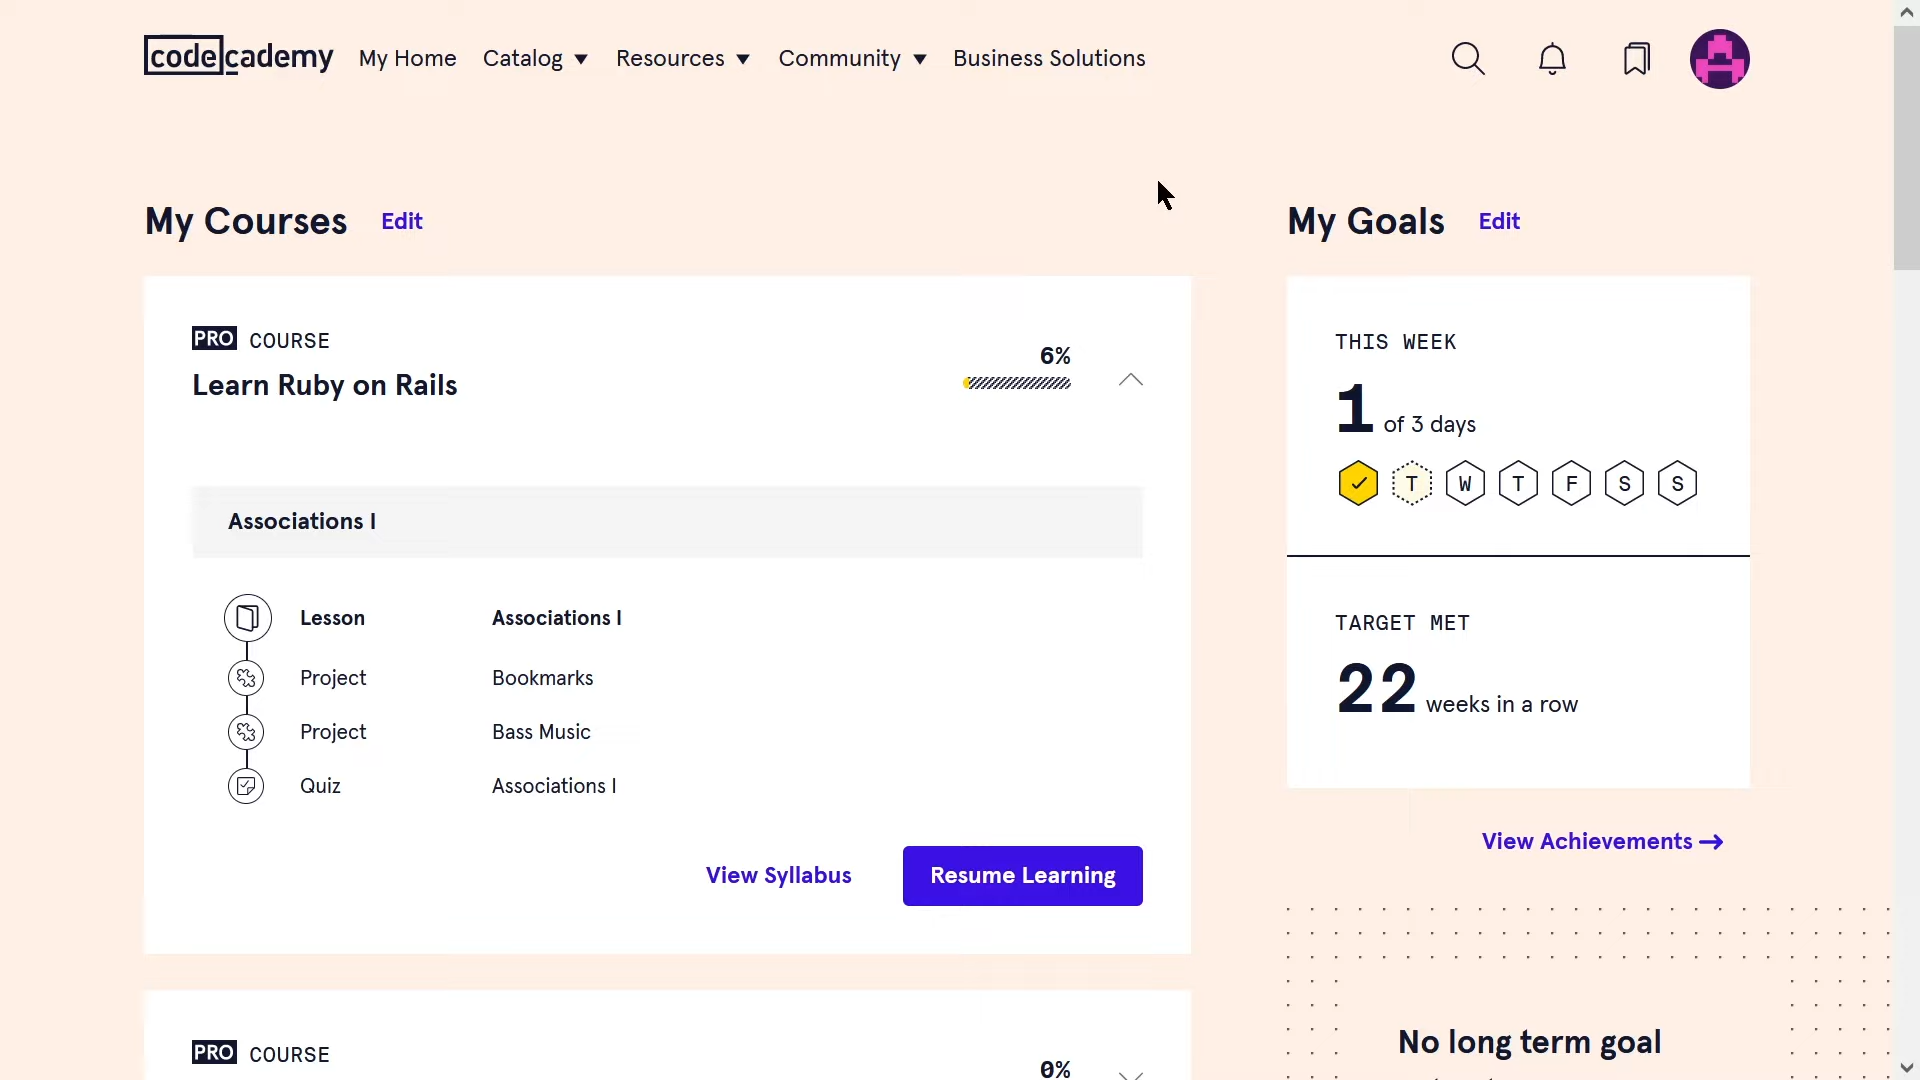 codecademy My Home Catalog Resources Community Business Solutions
My Courses Edit
PRO COURSE
Learn Ruby on Rails
6%
Associations I
Lesson Associations I
Project Bookmarks
Project Bass Music
Quiz Associations I
View Syllabus Resume Learning
PRO COURSE
0%
My Goals Edit
THIS WEEK
1 of 3 days
T W T F S S
TARGET MET
22 weeks in a row
View Achievements
No long term goal